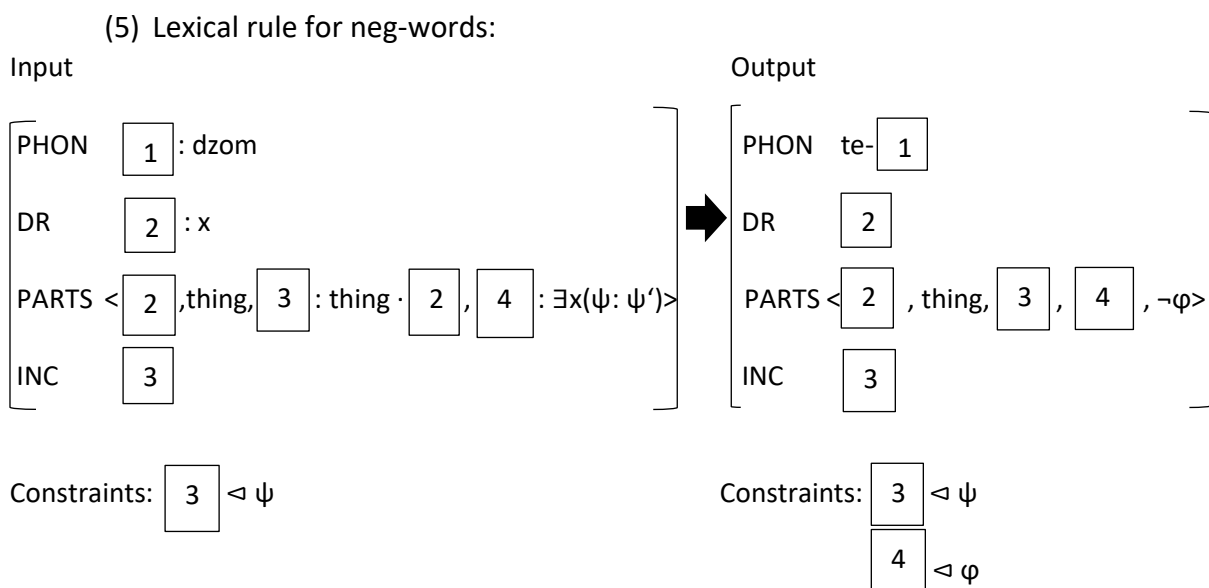 (5) Lexical rule for neg-words:
Input Output
PHON 1 : dzom PHON te- 1
DR 2 : x DR 2
PARTS < 2 ,thing, 3 : thing · 2 , 4 : ∃x(ψ: ψ‘)> PARTS < 2 , thing, 3 , 4 , ¬φ>
INC 3 INC 3
Constraints: 3 ⊲ ψ Constraints: 3 ⊲ ψ
4 ⊲ φ